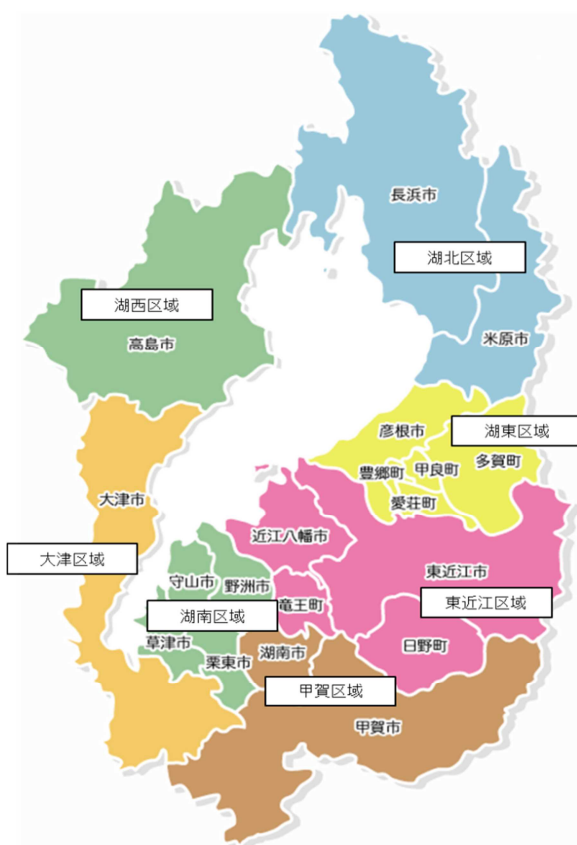 長浜市
湖北区域
湖西区域
高島市
米原市
彦根市
湖東区域
豊郷町
甲良町
多賀町
愛荘町
大津市
近江八幡市
大津区域
東近江市
守山市
野洲市
竜王町
東近江区域
湖南区域
草津市
栗東市
湖南市
日野町
甲賀区域
甲賀市